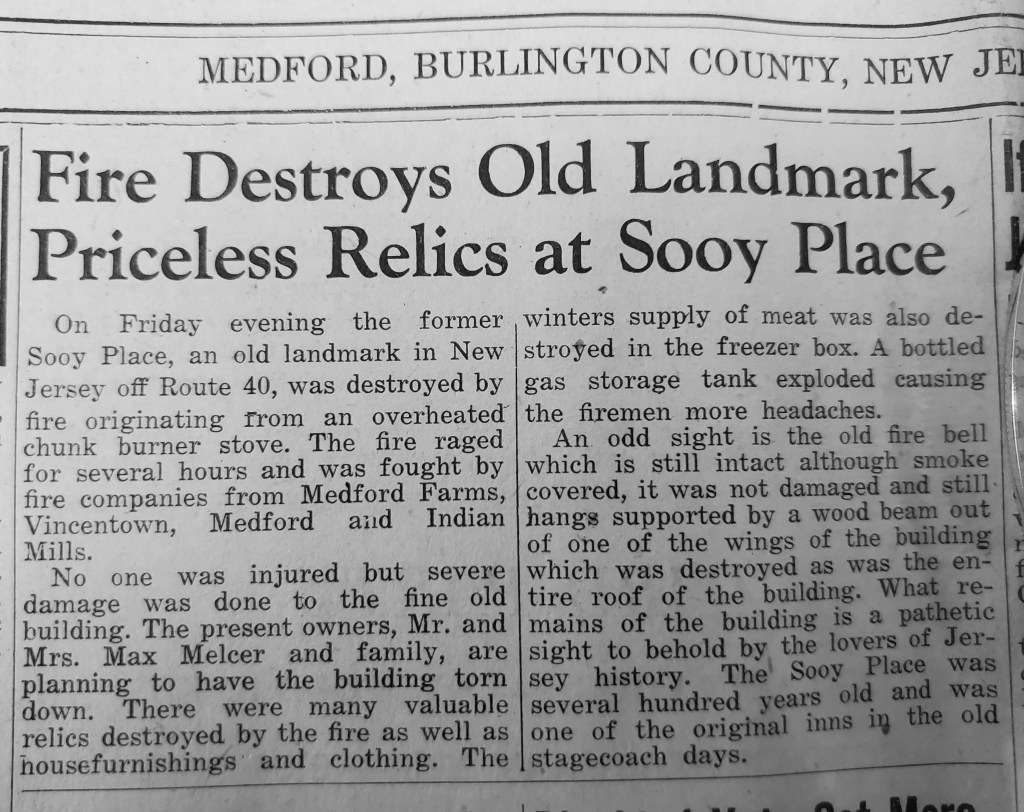 MEDFORD, BURLINGTON COUNTY, NEW
Fire Destroys Old Landmark,
Priceless Relics at Sooy Place
On Friday evening the former
Sooy Place, an old landmark in New
Jersey off Route 40, was destroyed by
fire originating from an overheated
chunk burner stove. The fire raged
for several hours and was fought by
fire companies from Medford Farms,
Vincentown, Medford and Indian
Mills.
No one was injured but severe
damage was done to the fine old
building. The present owners, Mr. and
Mrs. Max Melcer and family, are
planning to have the building torn
down. There were many valuable
relics destroyed by the fire as well as
housefurnishings and clothing. The
winters supply of meat was also de-
stroyed in the freezer box. A bottled
gas storage tank exploded causing
the firemen more headaches.
An odd sight is the old fire bell
which is still intact although smoke
covered, it was not damaged and still
hangs supported by a wood beam out
of one of the wings of the building
which was destroyed as was the en-
tire roof of the building. What re-
mains of the building is a pathetic
sight to behold by the lovers of Jer-
sey history. The Sooy Place was
several hundred years old and was
one of the original inns in the old
stagecoach days.